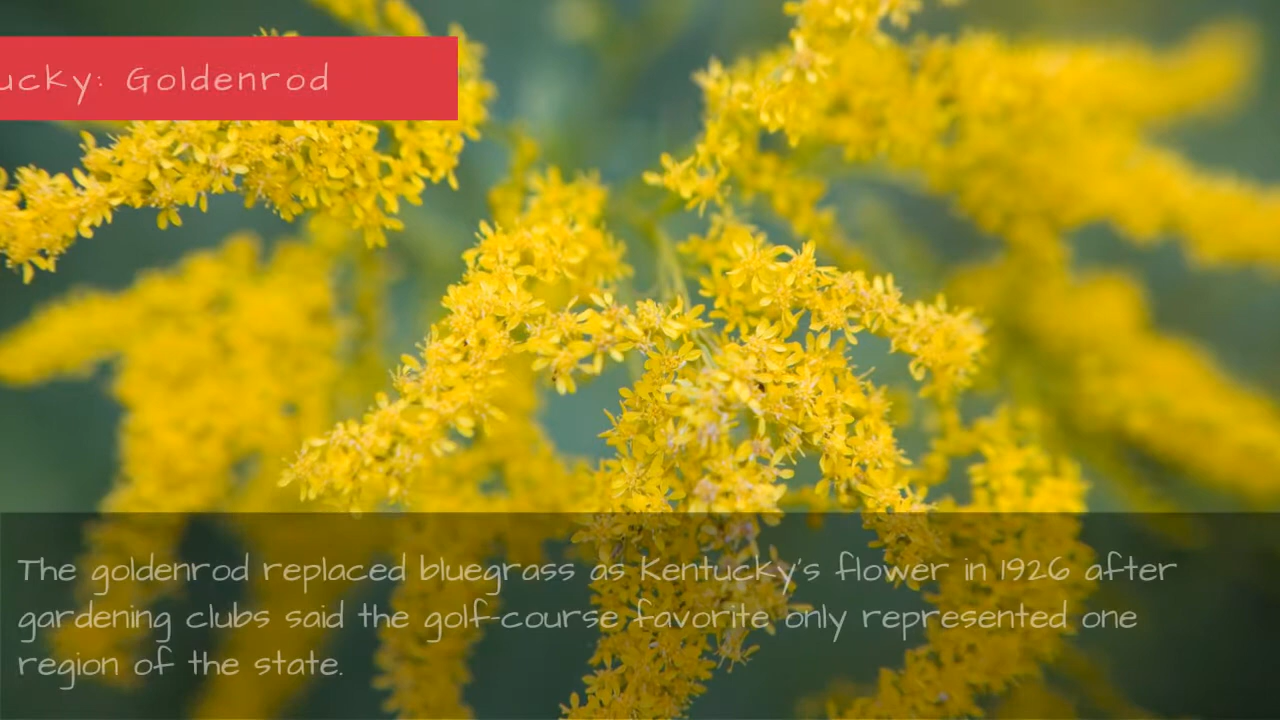 ucky: Goldenrod
The goldenrod replaced bluegrass as Kentucky's flower in 1926 after
gardening clubs said the golf-course favorite only represented one
region of the state.